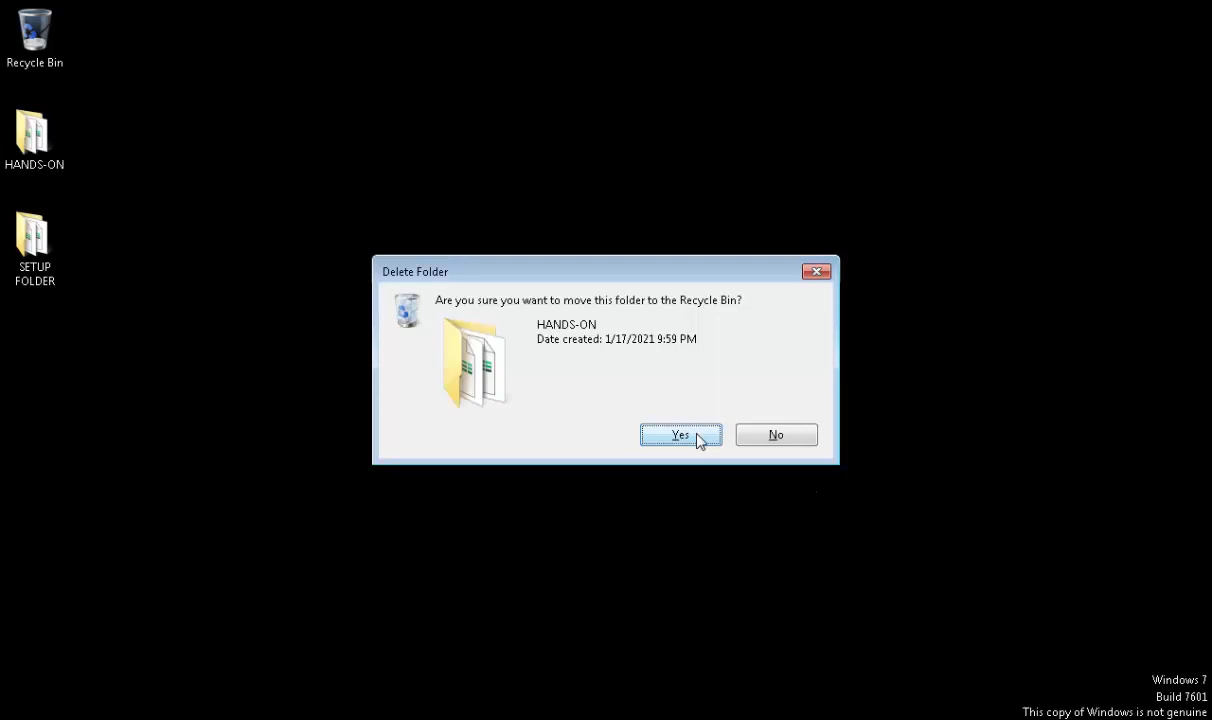 Recycle Bin
HANDS-ON
SETUP
FOLDER
Delete Folder
Are you sure you want to move this folder to the Recycle Bin?
HANDS-ON
Date created: 1/17/2021 9:59 PM
Yes
No
Windows 7
Build 7601
This copy of Windows is not genuine